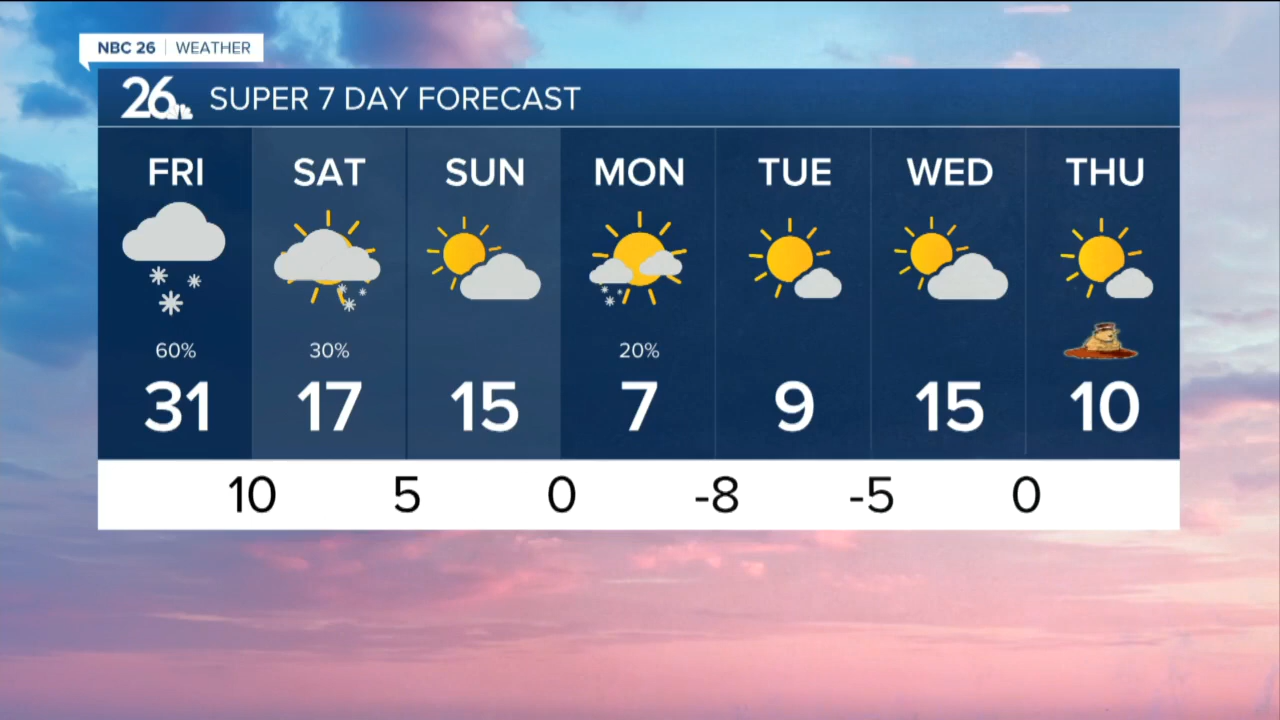 NBC 26 | WEATHER
26 SUPER 7 DAY FORECAST
FRI SAT SUN MON TUE WED THU
60% 30% 20%
31 17 15 7 9 15 10
10 5 0 -8 -5 0